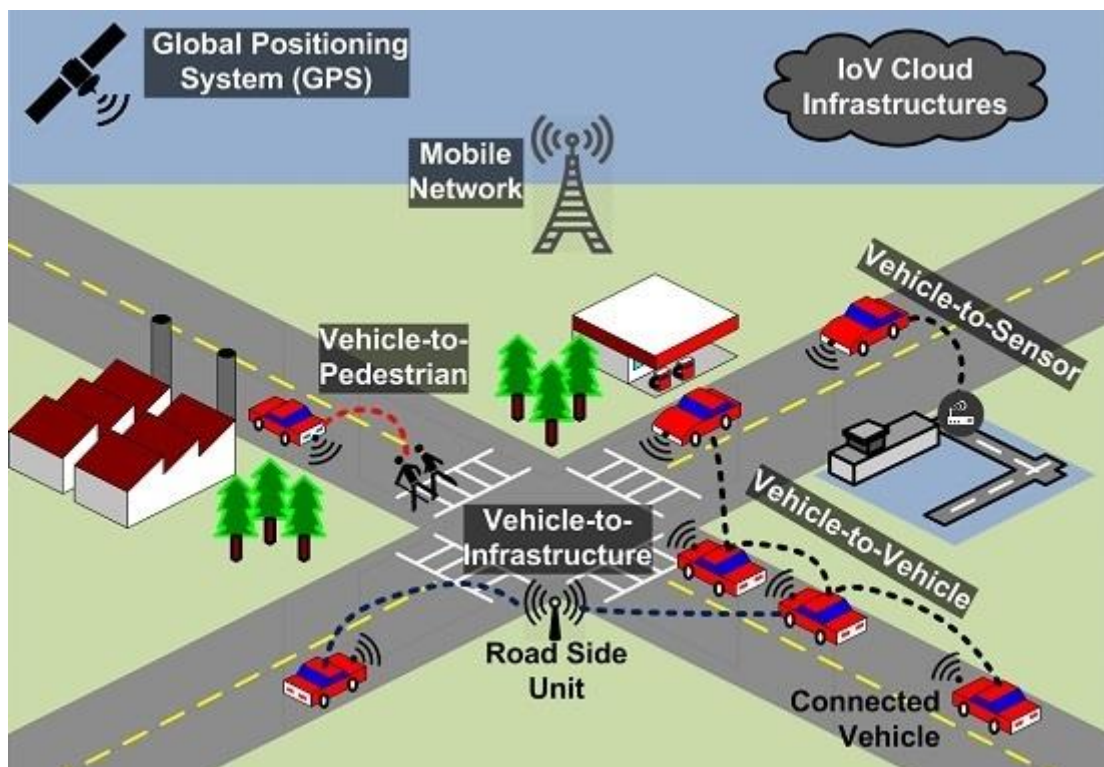 Global Positioning
System (GPS)
IoV Cloud
Infrastructures
Mobile
Network
Vehicle-to-Sensor
Vehicle-to-
Pedestrian
Vehicle-to-
Infrastructure
Vehicle-to-Vehicle
Road Side
Unit
Connected
Vehicle